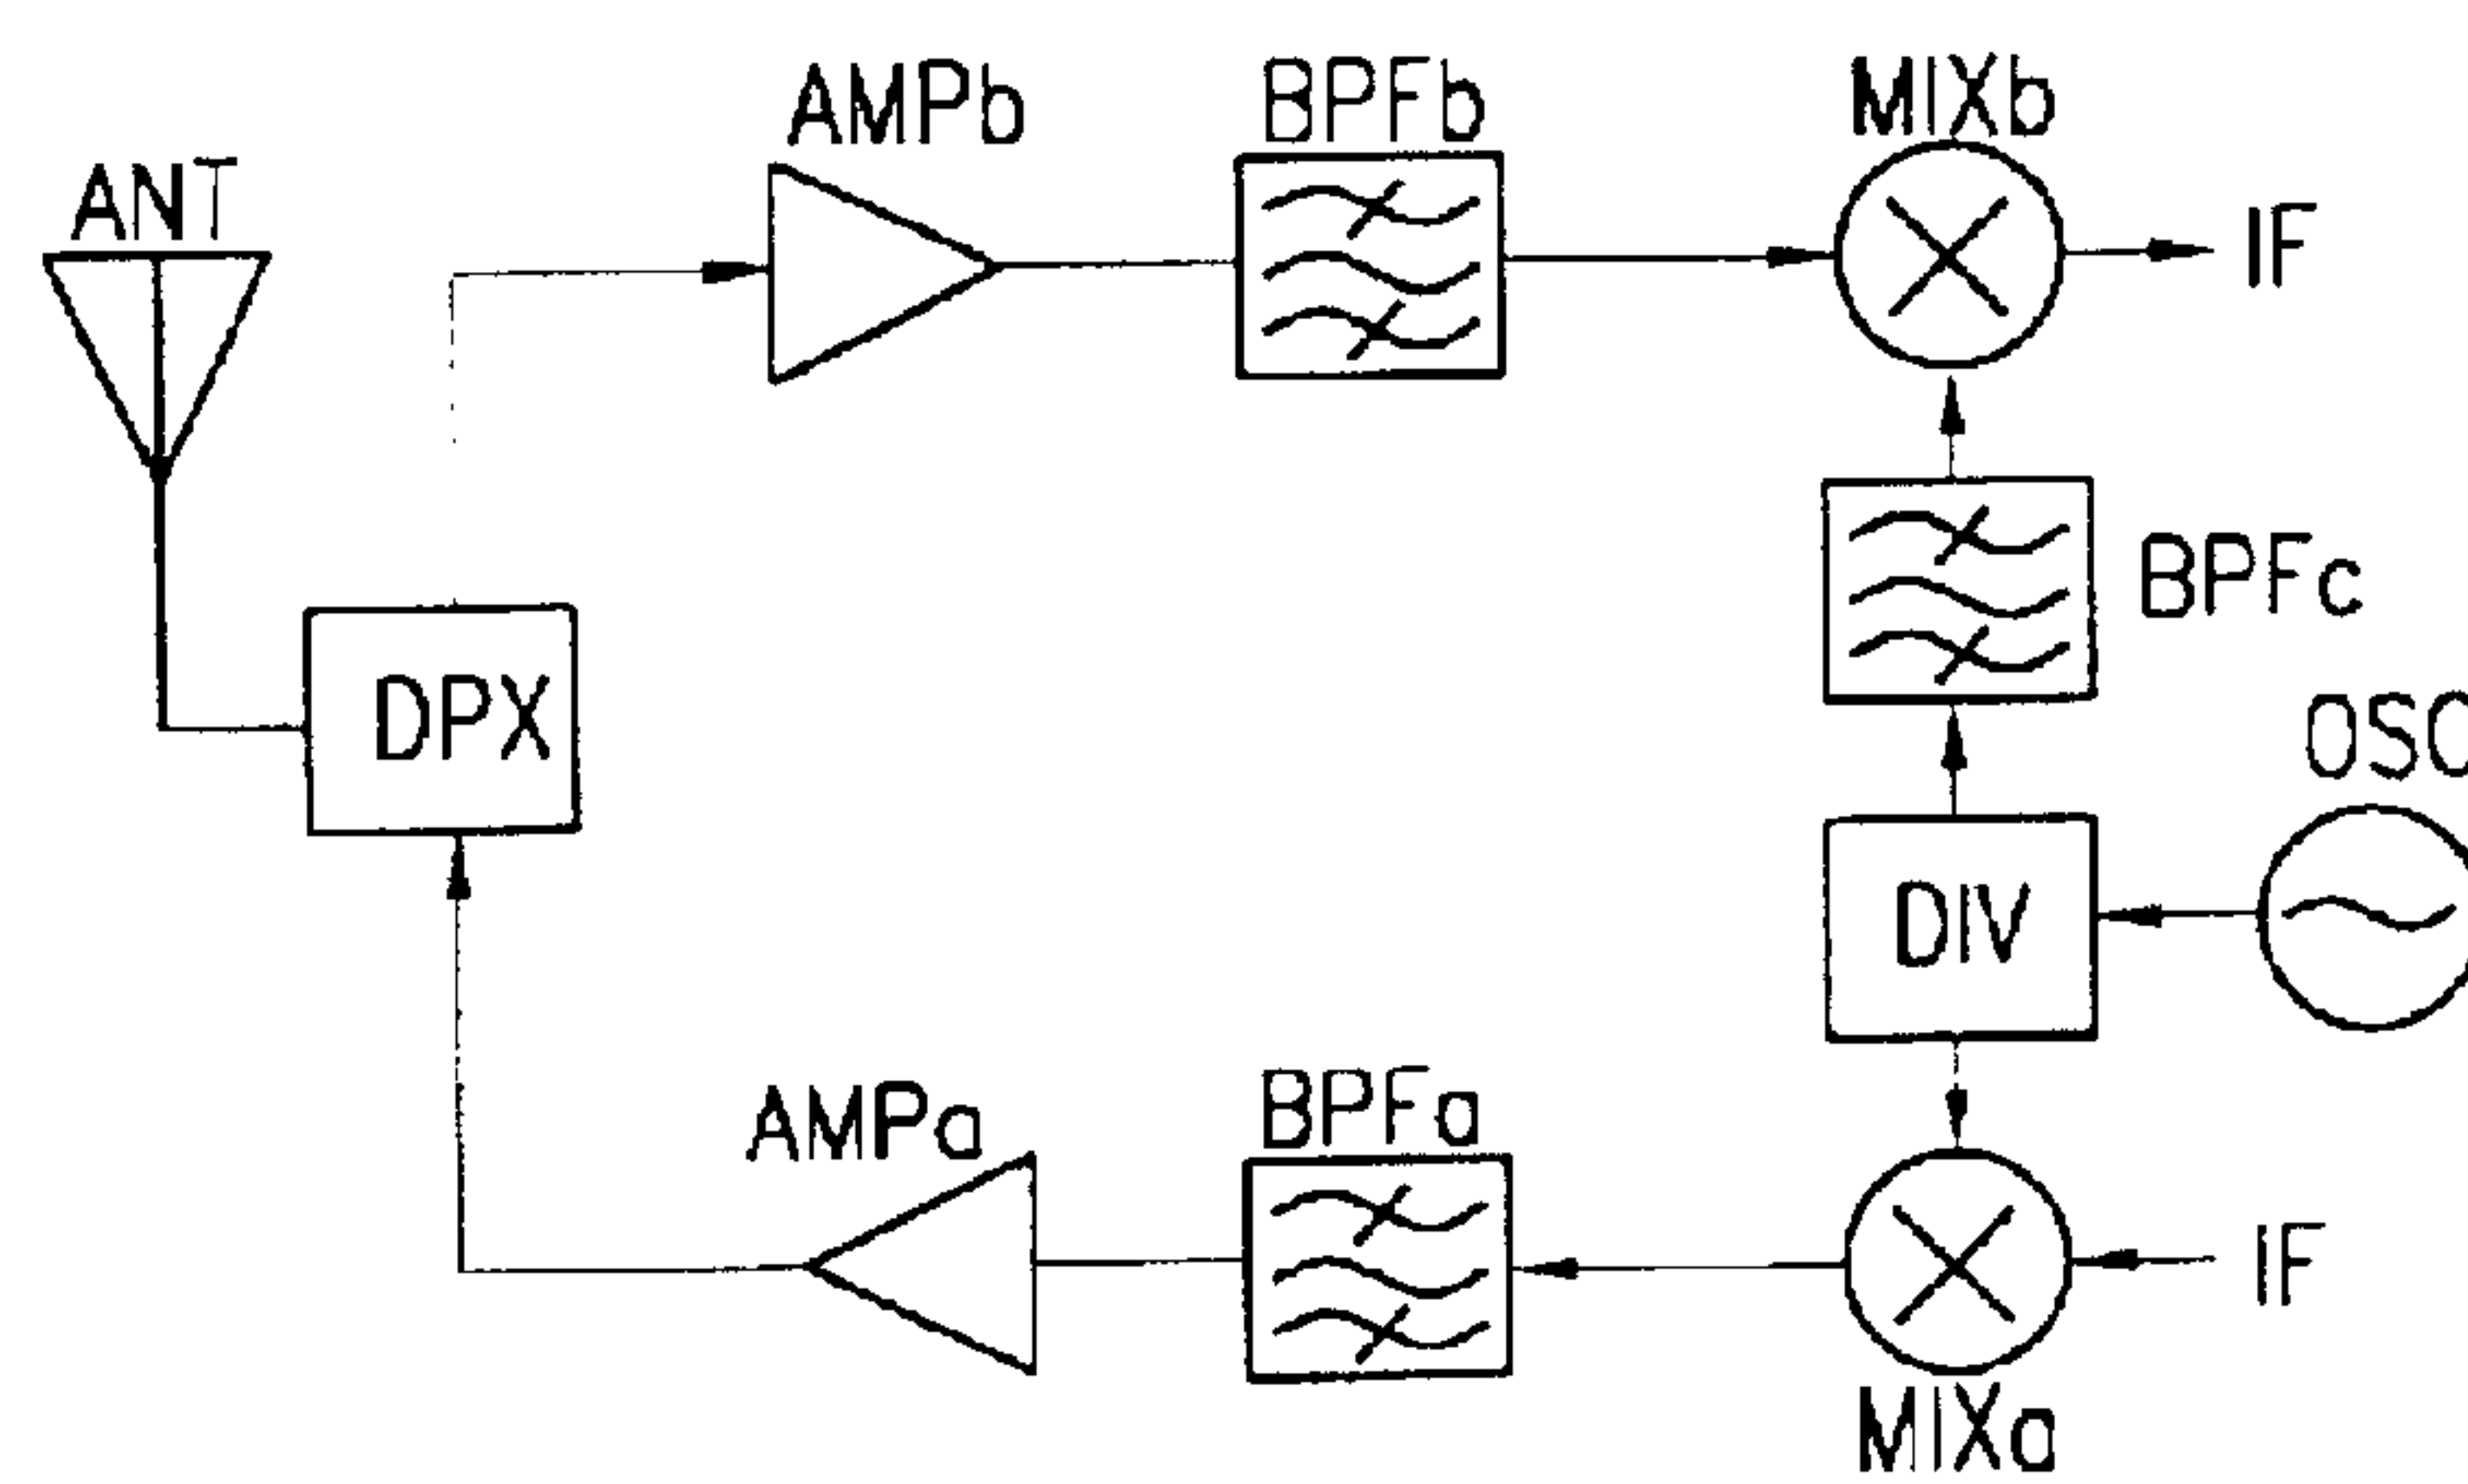 AMPb
BPFb
MIXb
ANT
IF
BPFc
DPX
OSC
DIV
AMPa
BPFa
IF
MIXa